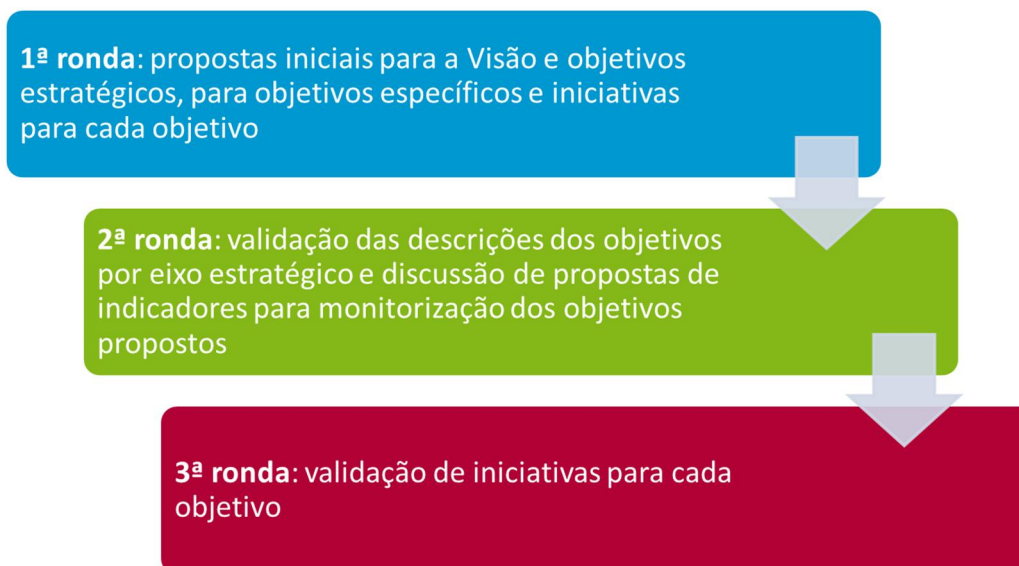 1ª ronda: propostas iniciais para a Visão e objetivos
estratégicos, para objetivos específicos e iniciativas
para cada objetivo
2ª ronda: validação das descrições dos objetivos
por eixo estratégico e discussão de propostas de
indicadores para monitorização dos objetivos
propostos
3ª ronda: validação de iniciativas para cada
objetivo